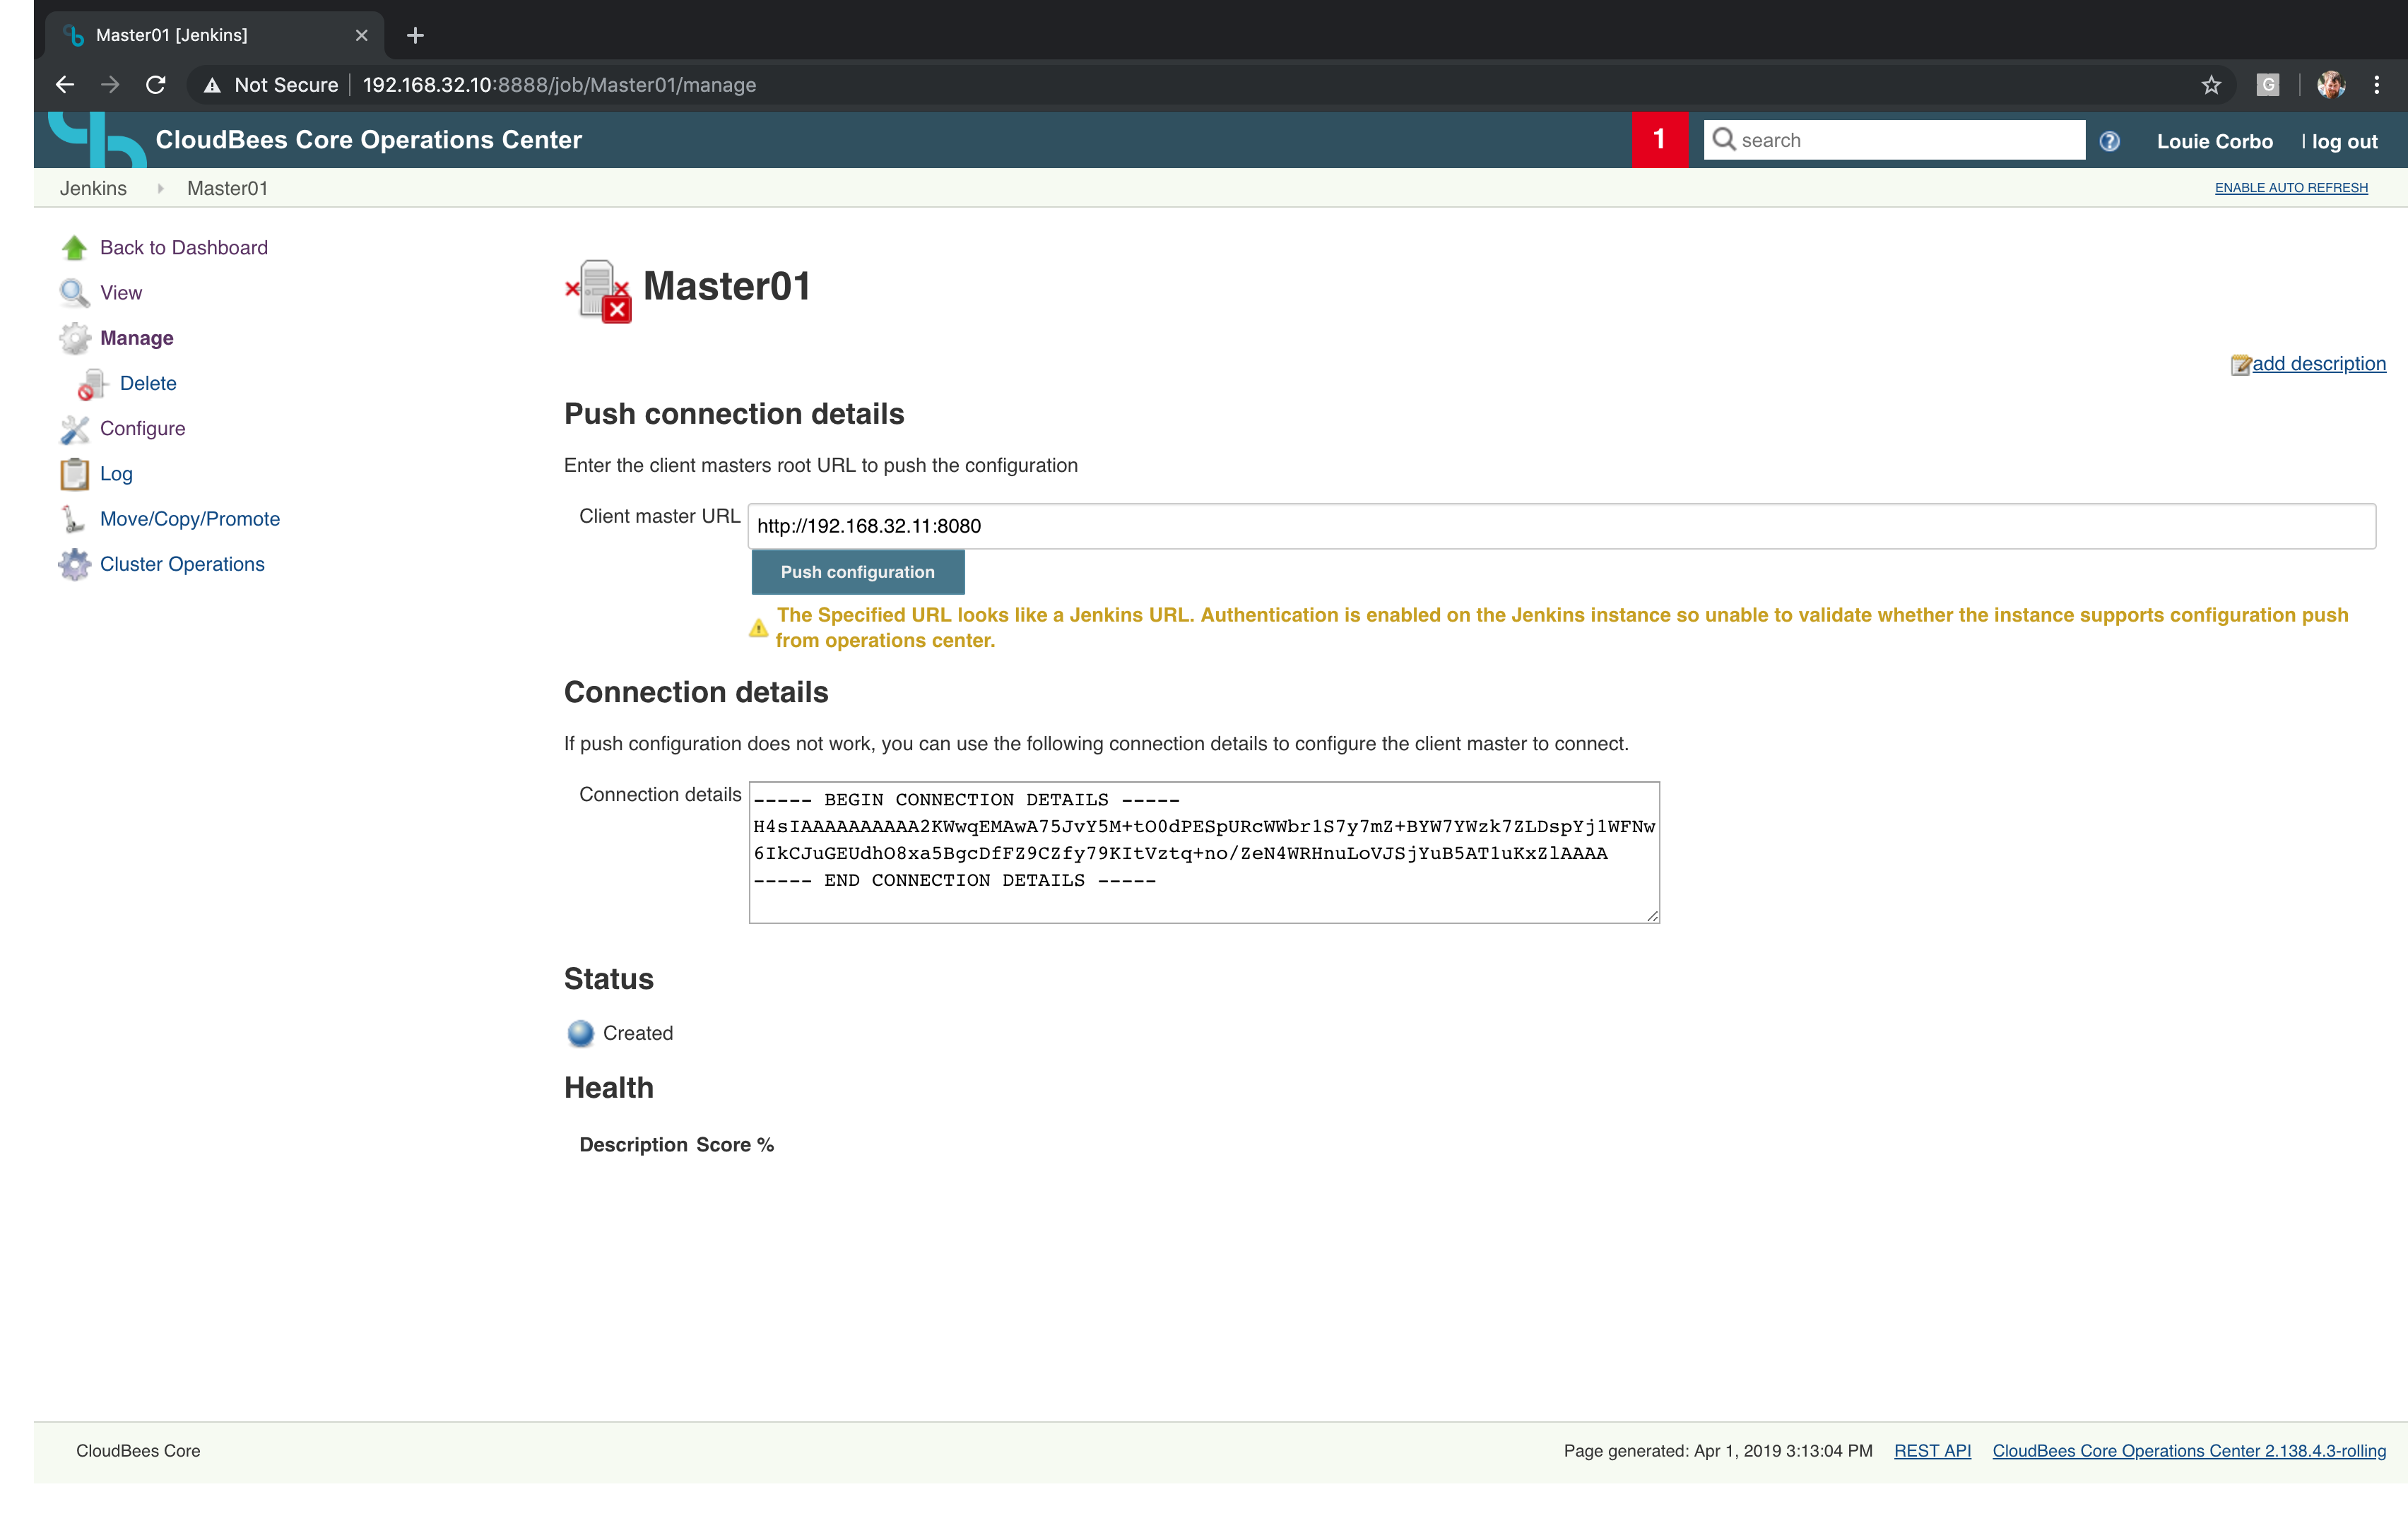 Master01 [Jenkins]
Not Secure 192.168.32.10:8888/job/Master01/manage
G
CloudBees Core Operations Center
1
search
?
Louie Corbo
| log out
Jenkins
Master01
ENABLE AUTO REFRESH
Back to Dashboard
View
Manage
Delete
Configure
Log
Move/Copy/Promote
Cluster Operations
Master01
add description
Push connection details
Enter the client masters root URL to push the configuration
Client master URL
http://192.168.32.11:8080
Push configuration
The Specified URL looks like a Jenkins URL. Authentication is enabled on the Jenkins instance so unable to validate whether the instance supports configuration push
from operations center.
Connection details
If push configuration does not work, you can use the following connection details to configure the client master to connect.
Connection details
----- BEGIN CONNECTION DETAILS -----
H4sIAAAAAAAAAA2KWwqEMAwA75JvY5M+tO0dPESpURcWWbr1S7y7mZ+BYW7YWzk7ZLDspYj1WFNw
6IkCJuGEUdhO8xa5BgcDfFZ9CZfy79KItVztq+no/ZeN4WRHnuLoVJSjYuB5AT1uKxZlAAAA
----- END CONNECTION DETAILS -----
Status
Created
Health
Description Score %
CloudBees Core
Page generated: Apr 1, 2019 3:13:04 PM
REST API
CloudBees Core Operations Center 2.138.4.3-rolling